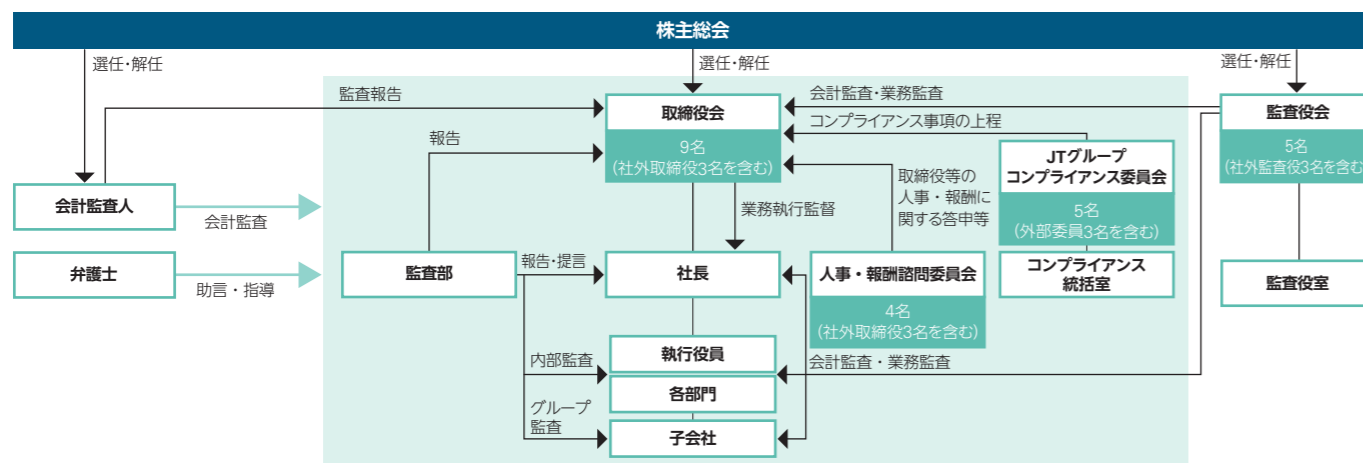 株主総会
選任・解任
選任・解任
選任・解任
監査報告
会計監査・業務監査
取締役会
9名
(社外取締役3名を含む)
監査役会
5名
(社外監査役3名を含む)
コンプライアンス事項の上程
報告
JTグループ
コンプライアンス委員会
5名
(外部委員3名を含む)
取締役等の
人事・報酬に
関する答申等
会計監査人
会計監査
業務執行監督
弁護士
助言・指導
監査部
報告・提言
社長
人事・報酬諮問委員会
4名
(社外取締役3名を含む)
コンプライアンス
統括室
監査役室
内部監査
執行役員
会計監査・業務監査
各部門
グループ
監査
子会社